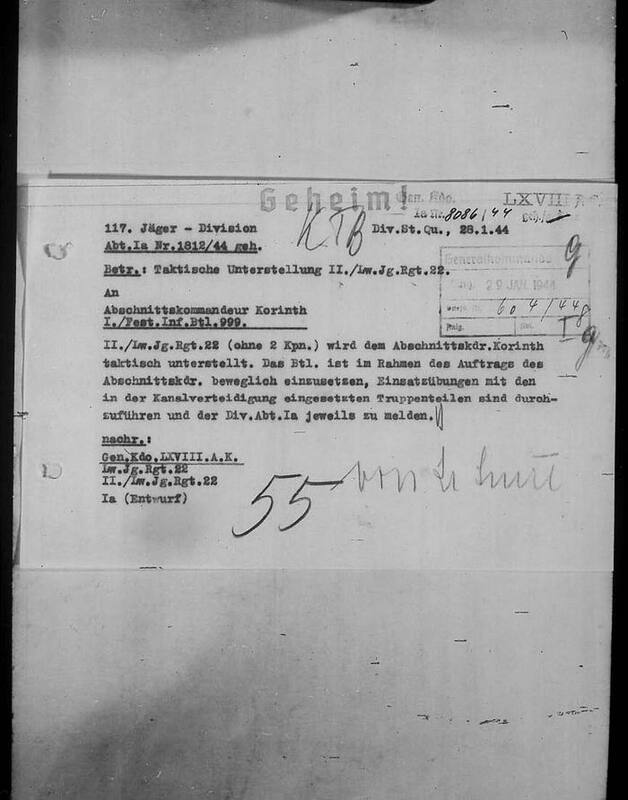 Geheim!
Gen. Kdo. LXVIII
Ia Nr. 8086/44 geh.
KTB
117. Jäger - Division Div.St.Qu., 28.1.44
Abt.Ia Nr.1812/44 geh.
g
Generalkommando
29 JAN. 1944
604/44 g
Betr.: Taktische Unterstellung II./Lw.Jg.Rgt.22.
An
Abschnittskommandeur Korinth
I./Fest.Inf.Btl.999.
I
II./Lw.Jg.Rgt.22 (ohne 2 Kpn.) wird dem Abschnittskdr.Korinth
taktisch unterstellt. Das Btl. ist im Rahmen des Auftrags des
Abschnittskdr. beweglich einzusetzen, Einsatzübungen mit den
in der Kanalverteidigung eingesetzten Truppenteilen sind durch-
zuführen und der Div.Abt.Ia jeweils zu melden.
nachr.:
Gen.Kdo.LXVIII.A.K.
Lw.Jg.Rgt.22
II./Lw.Jg.Rgt.22
Ia (Entwurf)
55